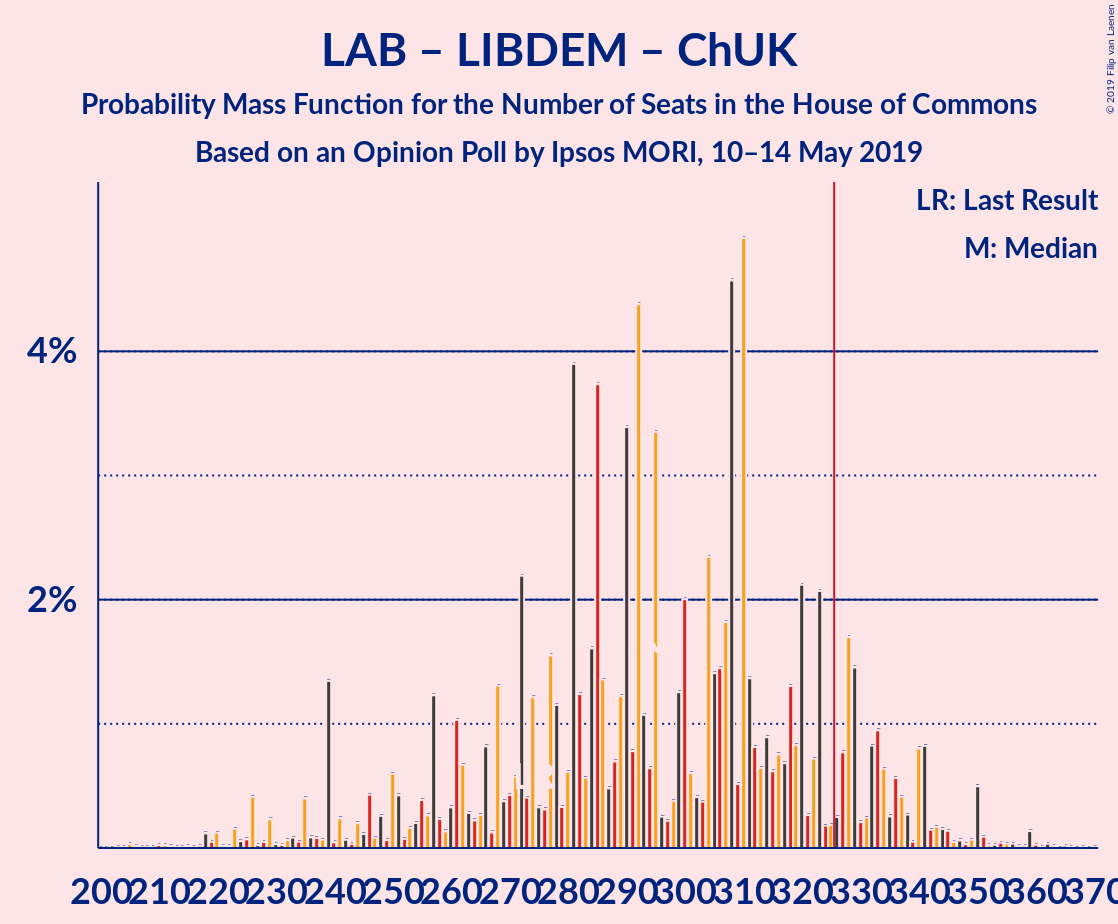 LAB – LIBDEM – ChUK
Probability Mass Function for the Number of Seats in the House of Commons
Based on an Opinion Poll by Ipsos MORI, 10–14 May 2019
© 2019 Filip van Laenen
LR: Last Result
M: Median
4%
2%
200 210 220 230 240 250 260 270 280 290 300 310 320 330 340 350 360 370